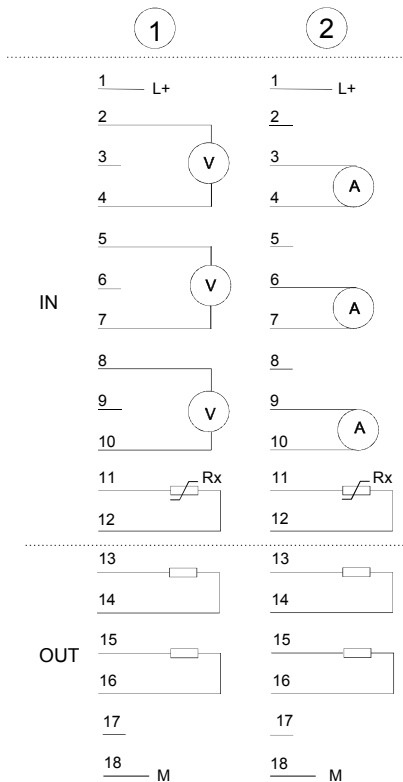 1 2
1 L+ 1 L+
2 2
3 V 3
4 4 A
5 5
6 V 6
7 7 A
8 8
9 V 9
10 10 A
11 Rx 11 Rx
12 12
13 13
14 14
15 15
16 16
17 17
18 M 18 M
IN
OUT